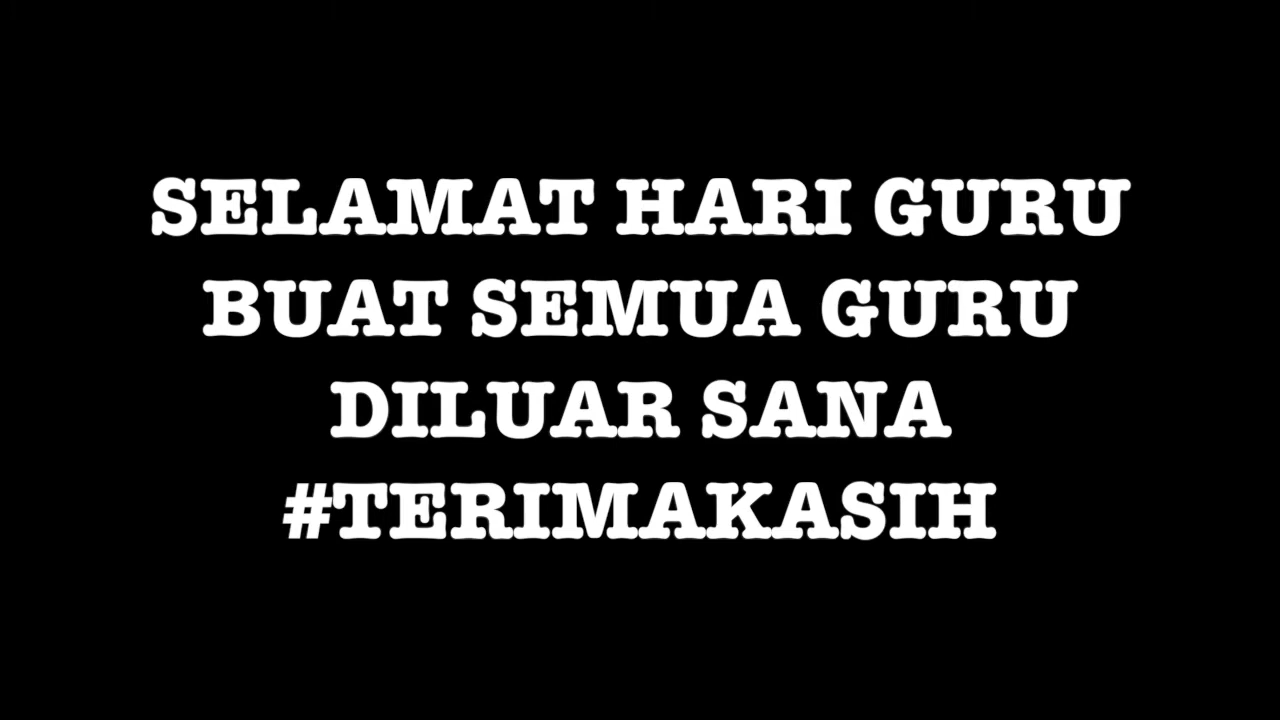 SELAMAT HARI GURU
BUAT SEMUA GURU
DILUAR SANA
#TERIMAKASIH